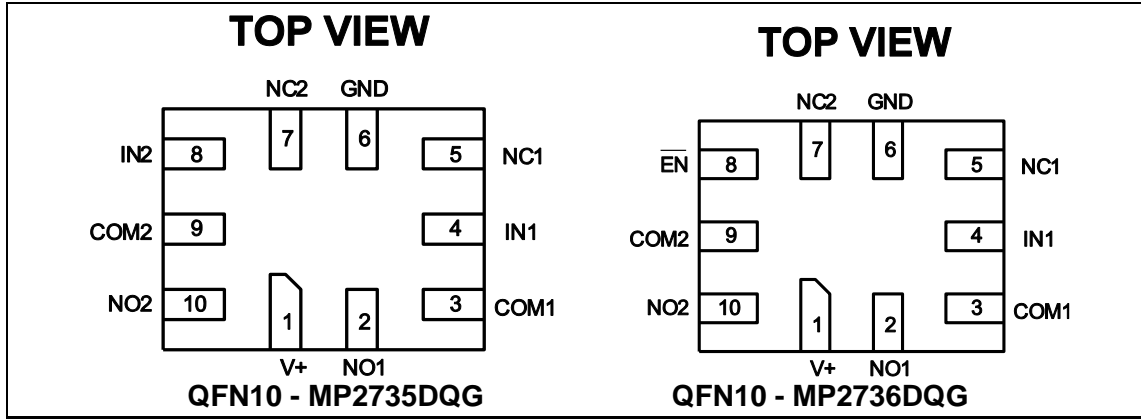 TOP VIEW
NC2 GND
7 6
IN2 8 5 NC1
COM2 9 4 IN1
NO2 10 3 COM1
1 2
V+ NO1
QFN10 - MP2735DQG
TOP VIEW
NC2 GND
7 6
EN 8 5 NC1
COM2 9 4 IN1
NO2 10 3 COM1
1 2
V+ NO1
QFN10 - MP2736DQG